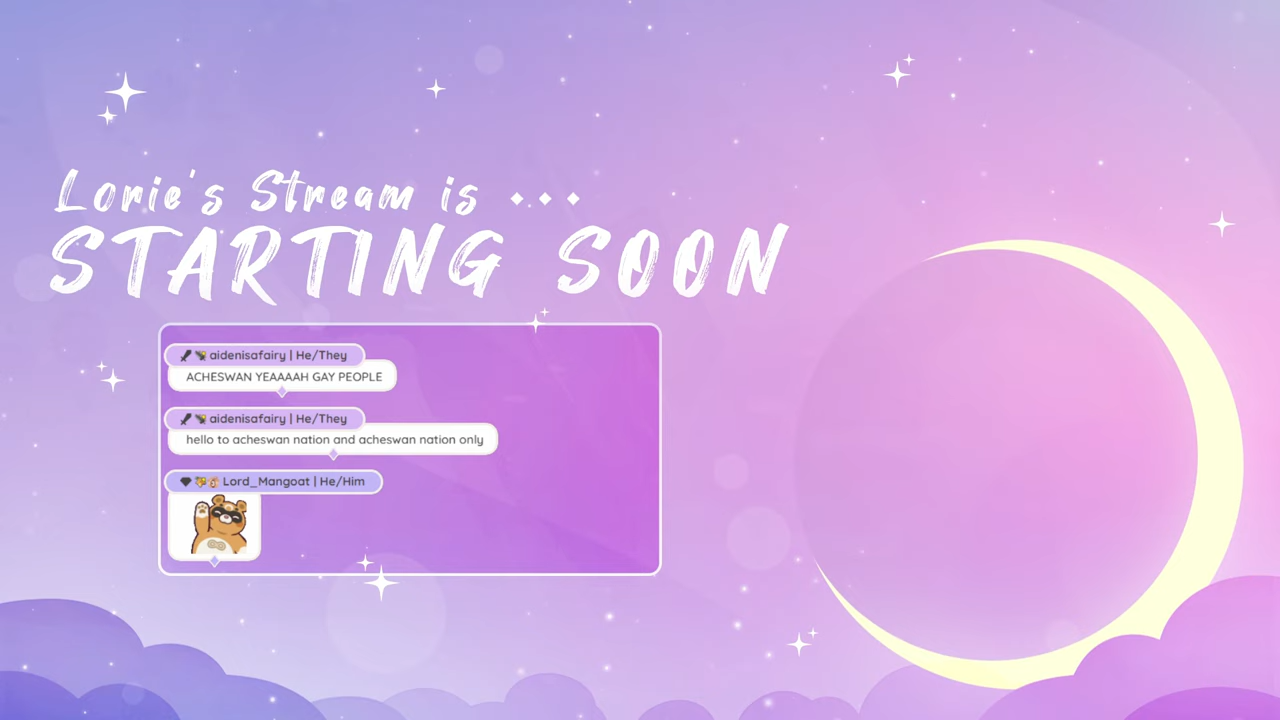 Lorie's Stream is ...
STARTING SOON
aidenisafairy | He/They
ACHESWAN YEAAAAH GAY PEOPLE
aidenisafairy | He/They
hello to acheswan nation and acheswan nation only
Lord_Mangoat | He/Him